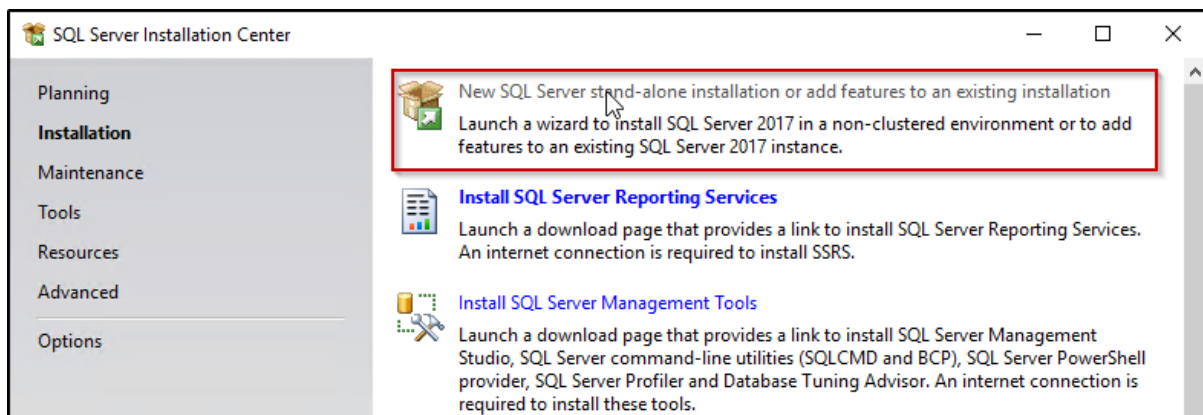 SQL Server Installation Center
Planning
Installation
Maintenance
Tools
Resources
Advanced
Options
New SQL Server stand-alone installation or add features to an existing installation
Launch a wizard to install SQL Server 2017 in a non-clustered environment or to add
features to an existing SQL Server 2017 instance.
Install SQL Server Reporting Services
Launch a download page that provides a link to install SQL Server Reporting Services.
An internet connection is required to install SSRS.
Install SQL Server Management Tools
Launch a download page that provides a link to install SQL Server Management
Studio, SQL Server command-line utilities (SQLCMD and BCP), SQL Server PowerShell
provider, SQL Server Profiler and Database Tuning Advisor. An internet connection is
required to install these tools.